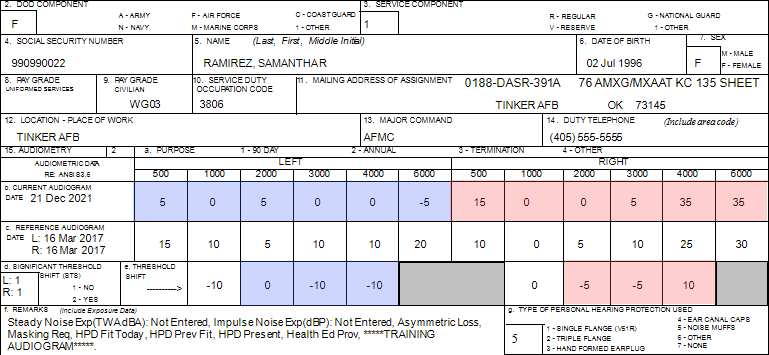 2. DOD COMPONENT
F
A - ARMY F - AIR FORCE C - COAST GUARD
N - NAVY M - MARINE CORPS 1 - OTHER
3. SERVICE COMPONENT
1
R - REGULAR G - NATIONAL GUARD
V - RESERVE 1 - OTHER
4. SOCIAL SECURITY NUMBER 5. NAME (Last, First, Middle Initial) 6. DATE OF BIRTH 7. SEX
990990022 RAMIREZ, SAMANTHA R 02 Jul 1996 F
M - MALE
F - FEMALE
8. PAY GRADE
UNIFORMED SERVICES
9. PAY GRADE
CIVILIAN
WG03
10. SERVICE DUTY
OCCUPATION CODE
3806
11. MAILING ADDRESS OF ASSIGNMENT 0188-DASR-391A 76 AMXG/MXAAT KC 135 SHEET
TINKER AFB OK 73145
12. LOCATION - PLACE OF WORK 13. MAJOR COMMAND 14. DUTY TELEPHONE (Include area code)
TINKER AFB AFMC (405) 555-5555
15. AUDIOMETRY 2 a. PURPOSE 1 - 90 DAY 2 - ANNUAL 3 - TERMINATION 4 - OTHER
AUDIOMETRIC DATA
RE: ANSI S3.6
LEFT RIGHT
500 1000 2000 3000 4000 6000 500 1000 2000 3000 4000 6000
b. CURRENT AUDIOGRAM
DATE 21 Dec 2021 5 0 5 0 0 -5 15 0 0 5 35 35
c. REFERENCE AUDIOGRAM
DATE L: 16 Mar 2017
R: 16 Mar 2017
15 10 5 10 10 20 10 0 5 10 25 30
d. SIGNIFICANT THRESHOLD
SHIFT (STS)
L: 1
R: 1
1 - NO
2 - YES
e. THRESHOLD
SHIFT
---------->
-10 0 -10 -10 0 -5 -5 10
f. REMARKS (Include Exposure Data)
Steady Noise Exp(TWA dBA): Not Entered, Impulse Noise Exp(dBP): Not Entered, Asymmetric Loss,
Masking Req, HPD Fit Today, HPD Prev Fit, HPD Present, Health Ed Prov, *****TRAINING
AUDIOGRAM*****.
g. TYPE OF PERSONAL HEARING PROTECTION USED
5
1 - SINGLE FLANGE (V51R)
2 - TRIPLE FLANGE
3 - HAND FORMED EARPLUG
4 - EAR CANAL CAPS
5 - NOISE MUFFS
6 - OTHER
7 - NONE